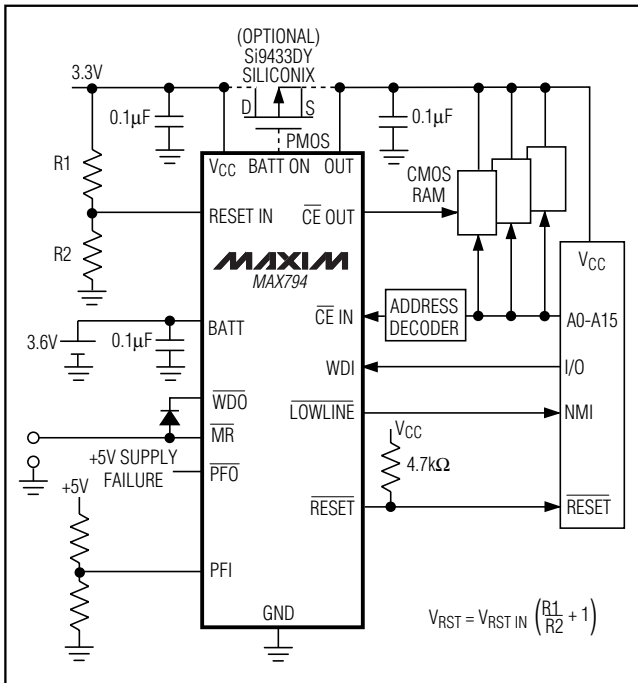 (OPTIONAL)
Si9433DY
SILICONIX
3.3V
D S
0.1µF
0.1µF
PMOS
R1
VCC BATT ON OUT
CMOS
RAM
RESET IN
CE OUT
R2
MAXIM
MAX794
VCC
BATT
CE IN
ADDRESS
DECODER
A0-A15
3.6V
0.1µF
WDI
I/O
WDO
LOWLINE
NMI
MR
VCC
+5V SUPPLY
FAILURE
PFO
4.7kΩ
+5V
RESET
RESET
PFI
GND
VRST = VRST IN (R1/R2 + 1)